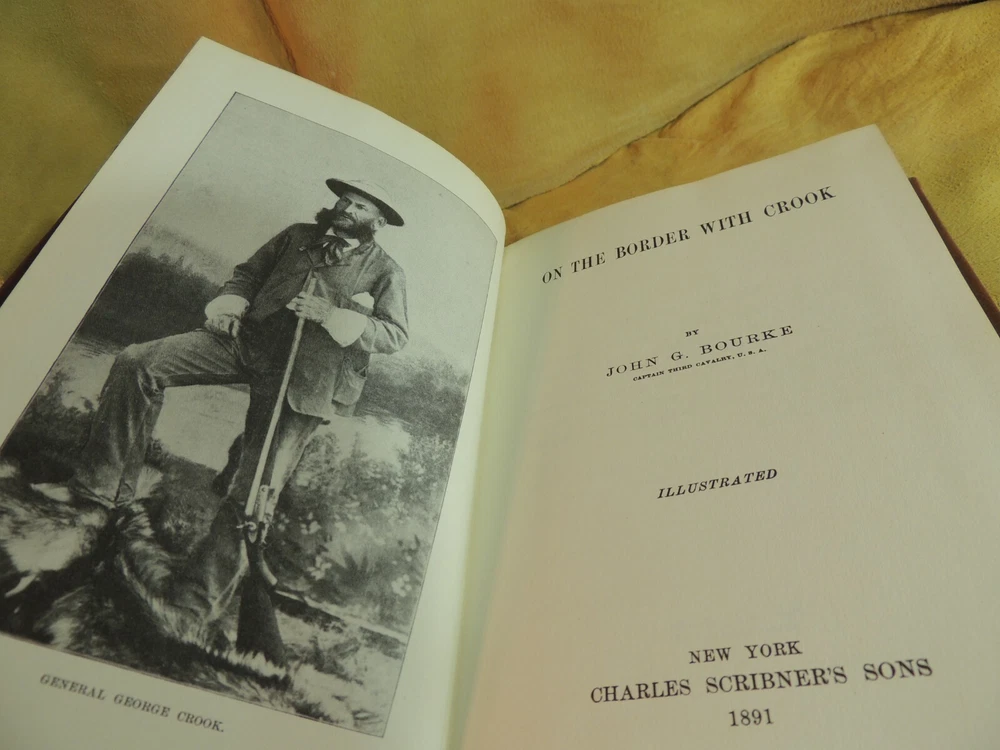 GENERAL GEORGE CROOK.
ON THE BORDER WITH CROOK
BY
JOHN G. BOURKE
CAPTAIN THIRD CAVALRY, U. S. A.
ILLUSTRATED
NEW YORK
CHARLES SCRIBNER'S SONS
1891